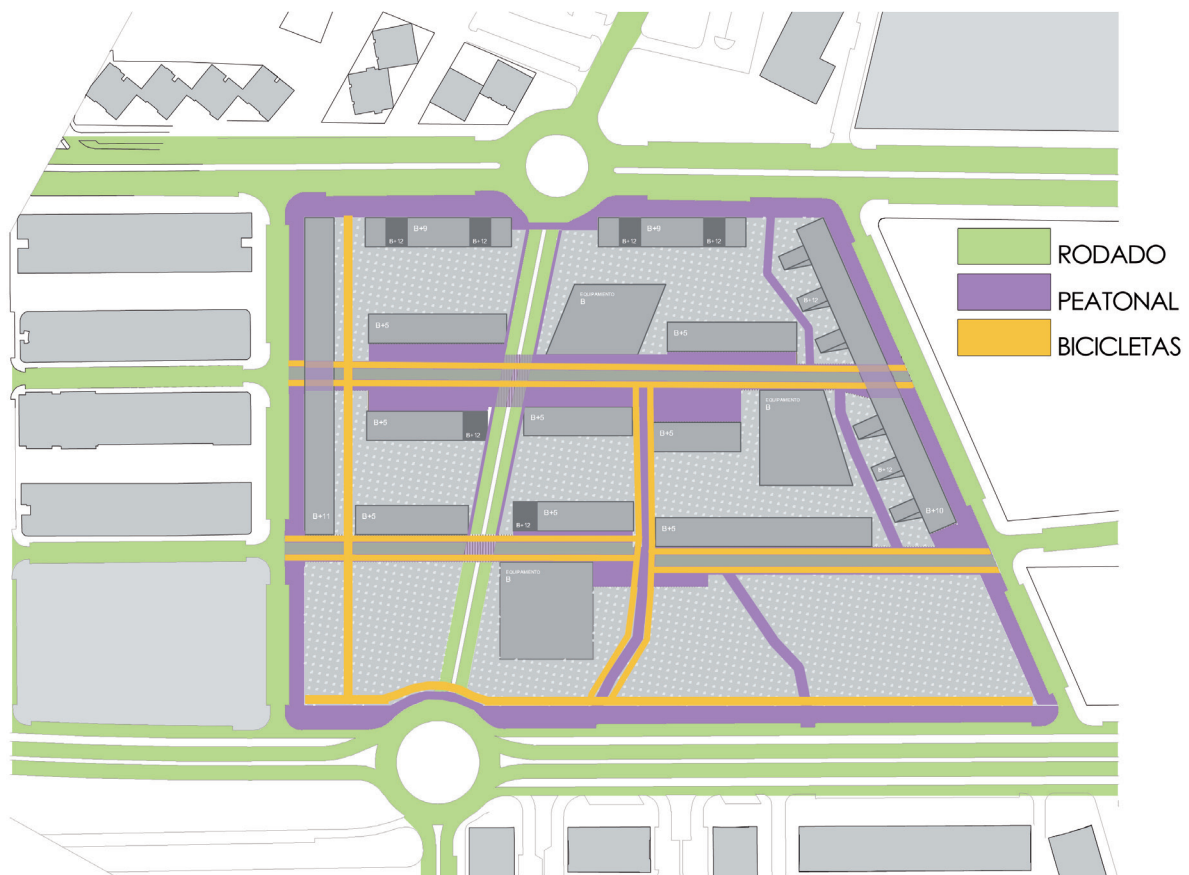 B+9
B+12
B+12
B+9
B+12
B+12
EQUIPAMIENTO
B
B+12
B+5
B+5
RODADO
PEATONAL
BICICLETAS
EQUIPAMIENTO
B
B+5
B+12
B+5
B+5
B+12
B+11
B+5
B+5
B+12
B+5
B+10
EQUIPAMIENTO
B